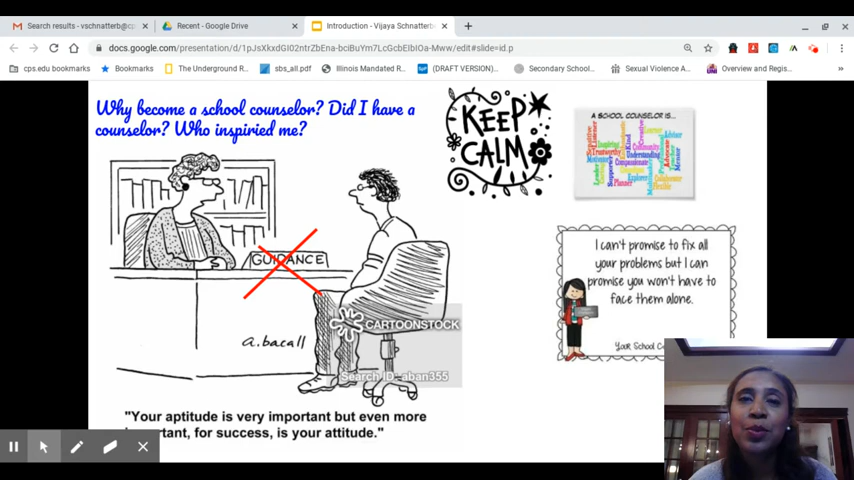 Search results - vschnatterb@cp
Recent - Google Drive
Introduction - Vijaya Schnatterb
docs.google.com/presentation/d/1pJsXkxdGI02ntrZbEna-bciBuYm7LcGcbEIbIOa-Mww/edit#slide=id.p
cps.edu bookmarks
Bookmarks
The Underground R...
sbs_all.pdf
Illinois Mandated R...
(DRAFT VERSION)...
Secondary School...
Sexual Violence A...
Overview and Regis...
Why become a school counselor? Did I have a
counselor? Who inspiried me?
KEEP
CALM
A SCHOOL COUNSELOR IS...
GUIDANCE
I can't promise to fix all
your problems but I can
promise you won't have to
face them alone.
Your School Co
CARTOONSTOCK
a.bacall
Search ID: aban355
"Your aptitude is very important but even more
ortant, for success, is your attitude."